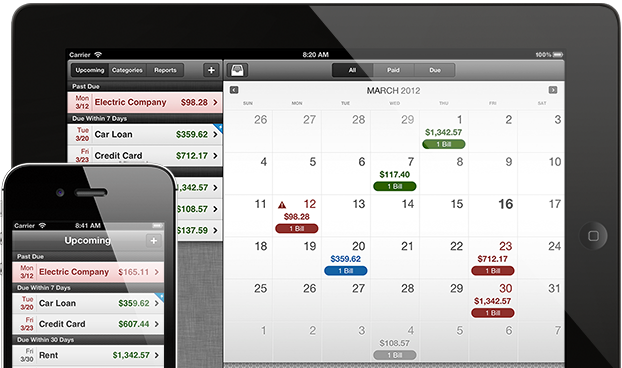 Carrier 8:20 AM 100%
Upcoming Categories Reports +
All Paid Due
Past Due
Mon 3/12 Electric Company $98.28
Due Within 7 Days
Tue 3/20 Car Loan $359.62
Fri 3/23 Credit Card $712.17
$1,342.57
$108.57
$137.59
MARCH 2012
SUN MON TUE WED THU FRI SAT
26 27 28 29 1 2 3
$1,342.57
1 Bill
4 5 6 7 8 9 10
$117.40
1 Bill
11 12 13 14 15 16 17
$98.28
1 Bill
18 19 20 21 22 23 24
$359.62 $712.17
1 Bill 1 Bill
25 26 27 28 29 30 31
$1,342.57
1 Bill
1 2 3 4 5 6 7
$108.57
1 Bill
Carrier 8:41 AM
Upcoming +
Past Due
Mon 3/12 Electric Company $165.11
Due Within 7 Days
Tue 3/20 Car Loan $359.62
Fri 3/23 Credit Card $607.44
Due Within 30 Days
Fri 3/30 Rent $1,342.57